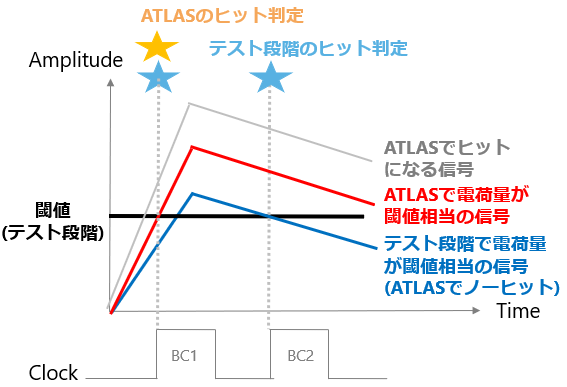 ATLASのヒット判定
テスト段階のヒット判定
Amplitude
ATLASでヒット
になる信号
ATLASで電荷量が
閾値相当の信号
閾値
(テスト段階)
テスト段階で電荷量
が閾値相当の信号
(ATLASでノーヒット)
Time
BC1
BC2
Clock